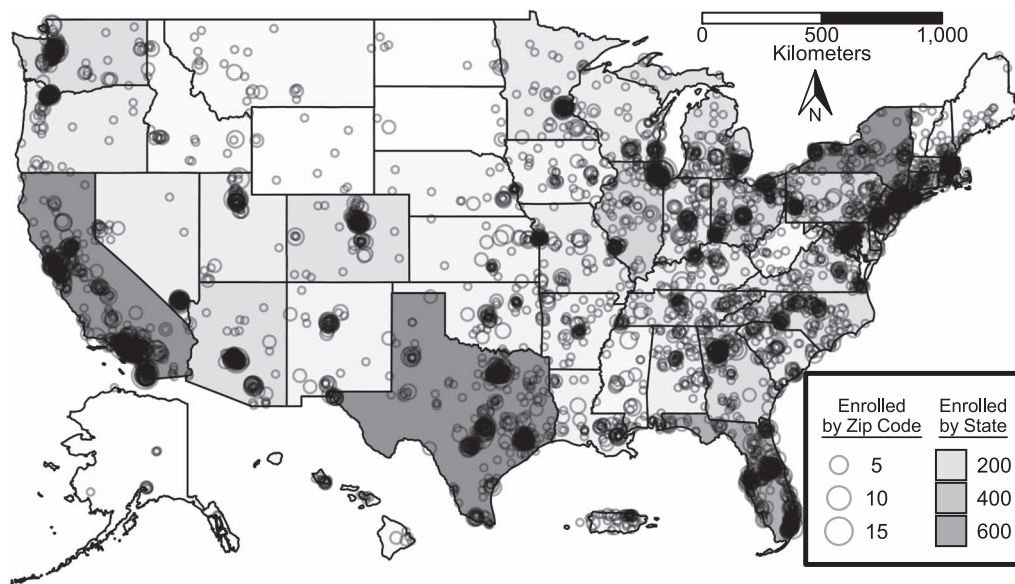 0 500 1,000
Kilometers
N
Enrolled by Zip Code
Enrolled by State
5 200
10 400
15 600